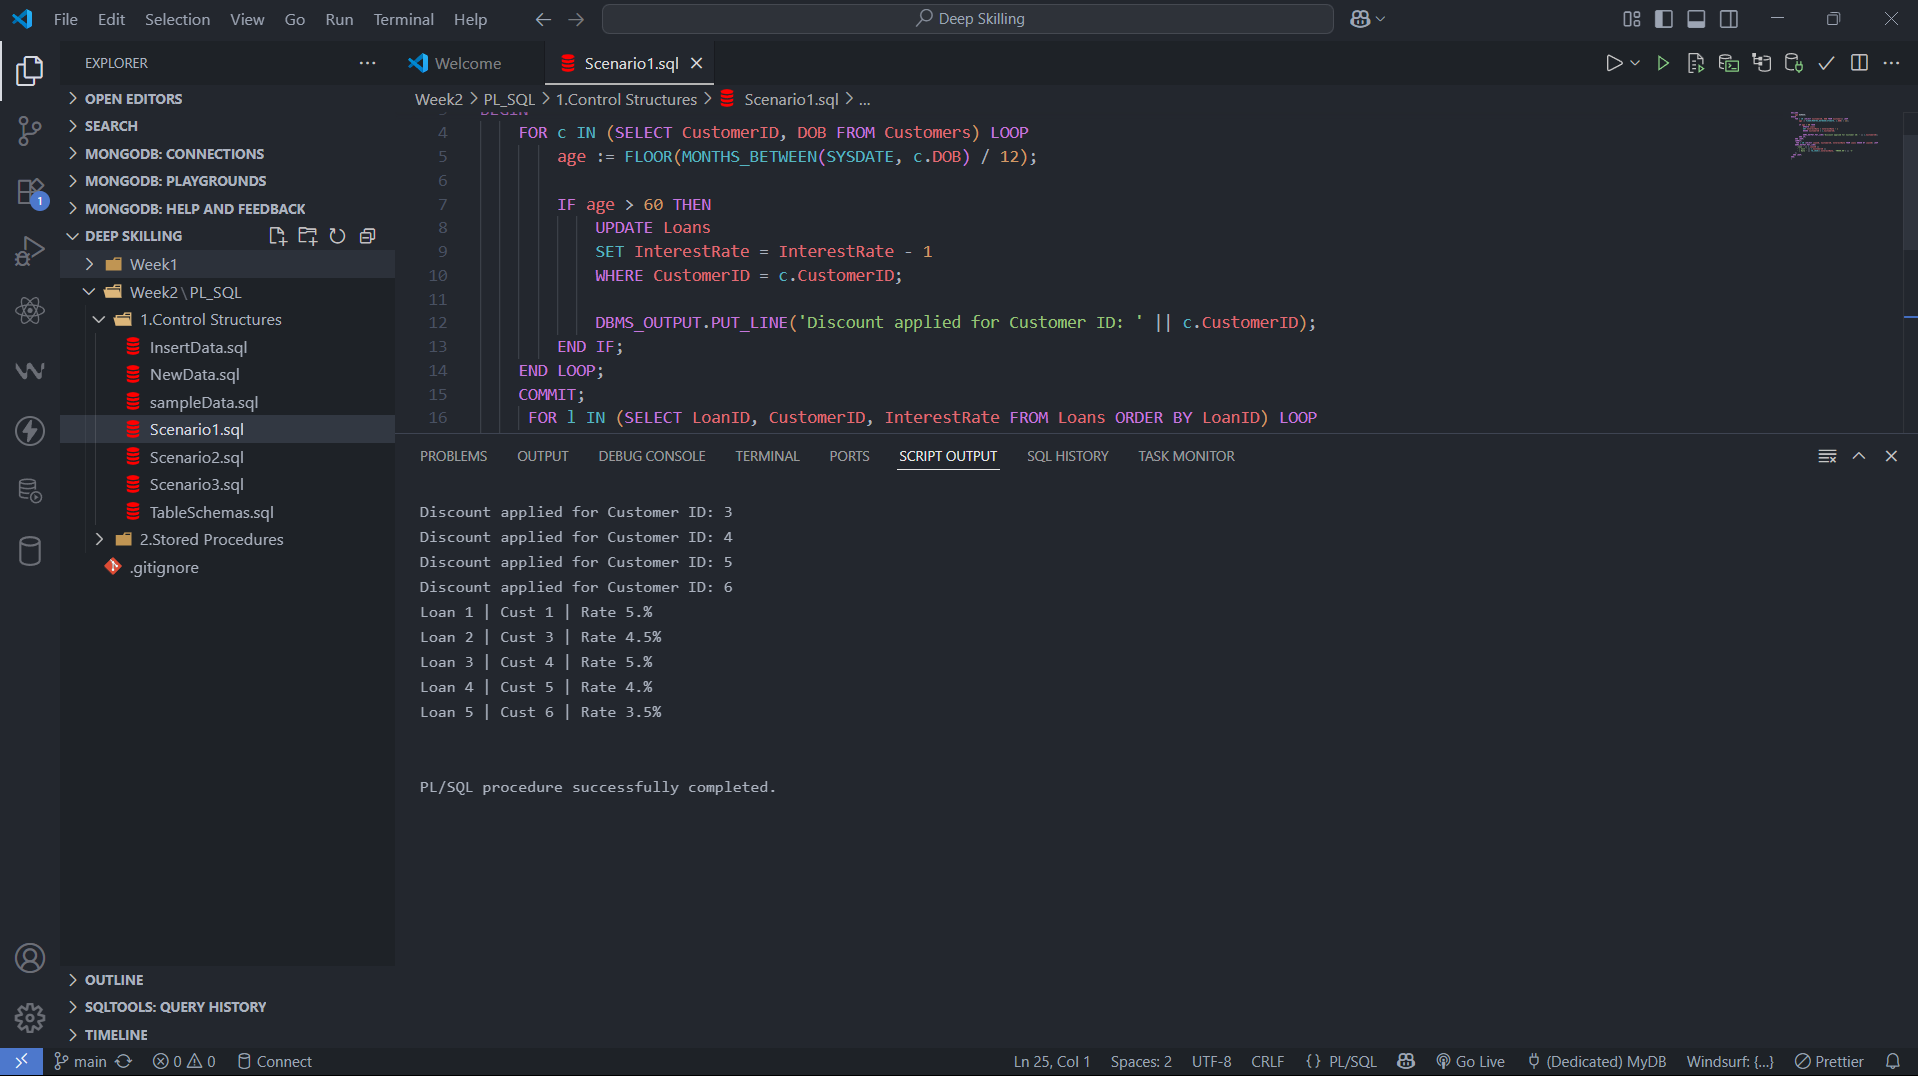 File Edit Selection View Go Run Terminal Help
Deep Skilling
EXPLORER
Welcome
Scenario1.sql
OPEN EDITORS
SEARCH
MONGODB: CONNECTIONS
MONGODB: PLAYGROUNDS
MONGODB: HELP AND FEEDBACK
DEEP SKILLING
Week1
Week2\PL_SQL
1.Control Structures
InsertData.sql
NewData.sql
sampleData.sql
Scenario1.sql
Scenario2.sql
Scenario3.sql
TableSchemas.sql
2.Stored Procedures
.gitignore
OUTLINE
SQLTOOLS: QUERY HISTORY
TIMELINE
1
Week2 > PL_SQL > 1.Control Structures > Scenario1.sql > ...
3 BEGIN
4 FOR c IN (SELECT CustomerID, DOB FROM Customers) LOOP
5 age := FLOOR(MONTHS_BETWEEN(SYSDATE, c.DOB) / 12);
6
7 IF age > 60 THEN
8 UPDATE Loans
9 SET InterestRate = InterestRate - 1
10 WHERE CustomerID = c.CustomerID;
11
12 DBMS_OUTPUT.PUT_LINE('Discount applied for Customer ID: ' || c.CustomerID);
13 END IF;
14 END LOOP;
15 COMMIT;
16 FOR l IN (SELECT LoanID, CustomerID, InterestRate FROM Loans ORDER BY LoanID) LOOP
PROBLEMS OUTPUT DEBUG CONSOLE TERMINAL PORTS SCRIPT OUTPUT SQL HISTORY TASK MONITOR
Discount applied for Customer ID: 3
Discount applied for Customer ID: 4
Discount applied for Customer ID: 5
Discount applied for Customer ID: 6
Loan 1 | Cust 1 | Rate 5.%
Loan 2 | Cust 3 | Rate 4.5%
Loan 3 | Cust 4 | Rate 5.%
Loan 4 | Cust 5 | Rate 4.%
Loan 5 | Cust 6 | Rate 3.5%
PL/SQL procedure successfully completed.
main 0 0 Connect Ln 25, Col 1 Spaces: 2 UTF-8 CRLF {} PL/SQL Go Live (Dedicated) MyDB Windsurf: {...} Prettier